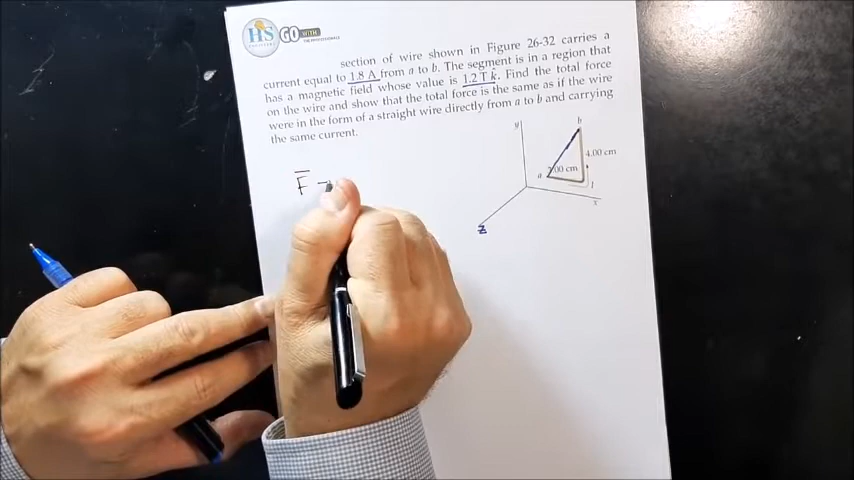 HS
ENGINEERING
GO WITH
section of wire shown in Figure 26-32 carries a
current equal to 1.8 A from a to b. The segment is in a region that
has a magnetic field whose value is 1.2 T k̂. Find the total force
on the wire and show that the total force is the same as if the wire
were in the form of a straight wire directly from a to b and carrying
the same current.
y
b
4.00 cm
a
3.00 cm
I
x
z
F